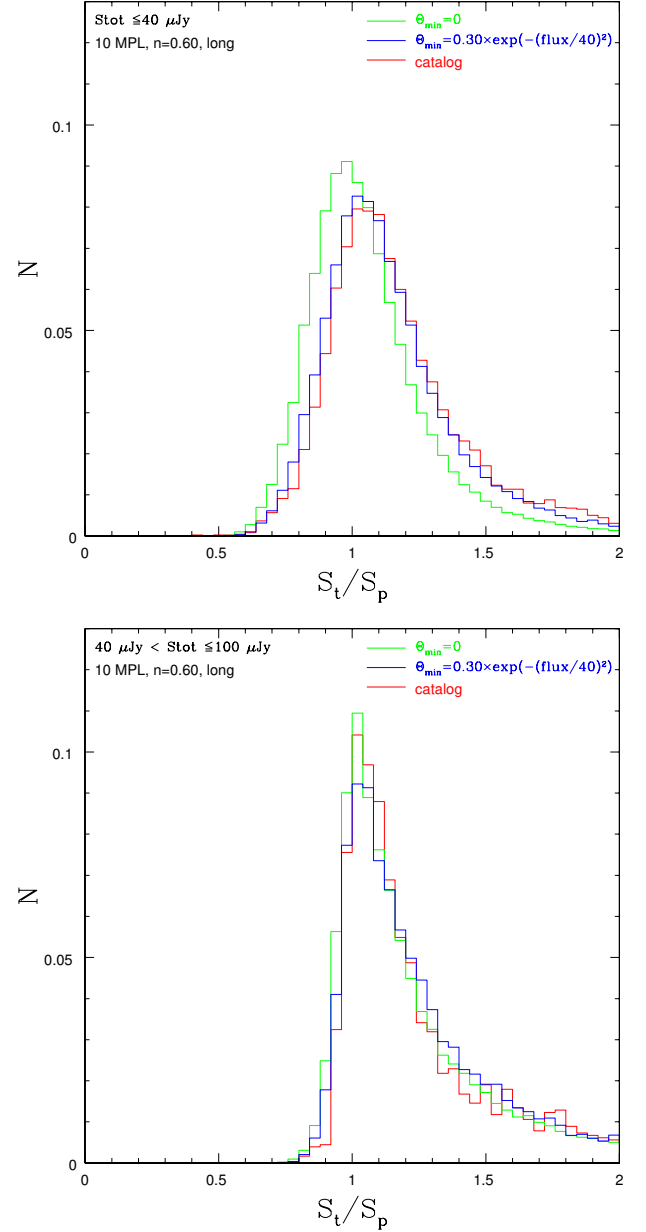 Stot ≦40 μJy
10 MPL, n=0.60, long
Θmin=0
Θmin=0.30×exp(−(flux/40)²)
catalog
0.1
N
0.05
0
0 0.5 1 1.5 2
St/Sp
40 μJy < Stot ≦100 μJy
10 MPL, n=0.60, long
Θmin=0
Θmin=0.30×exp(−(flux/40)²)
catalog
0.1
N
0.05
0
0 0.5 1 1.5 2
St/Sp